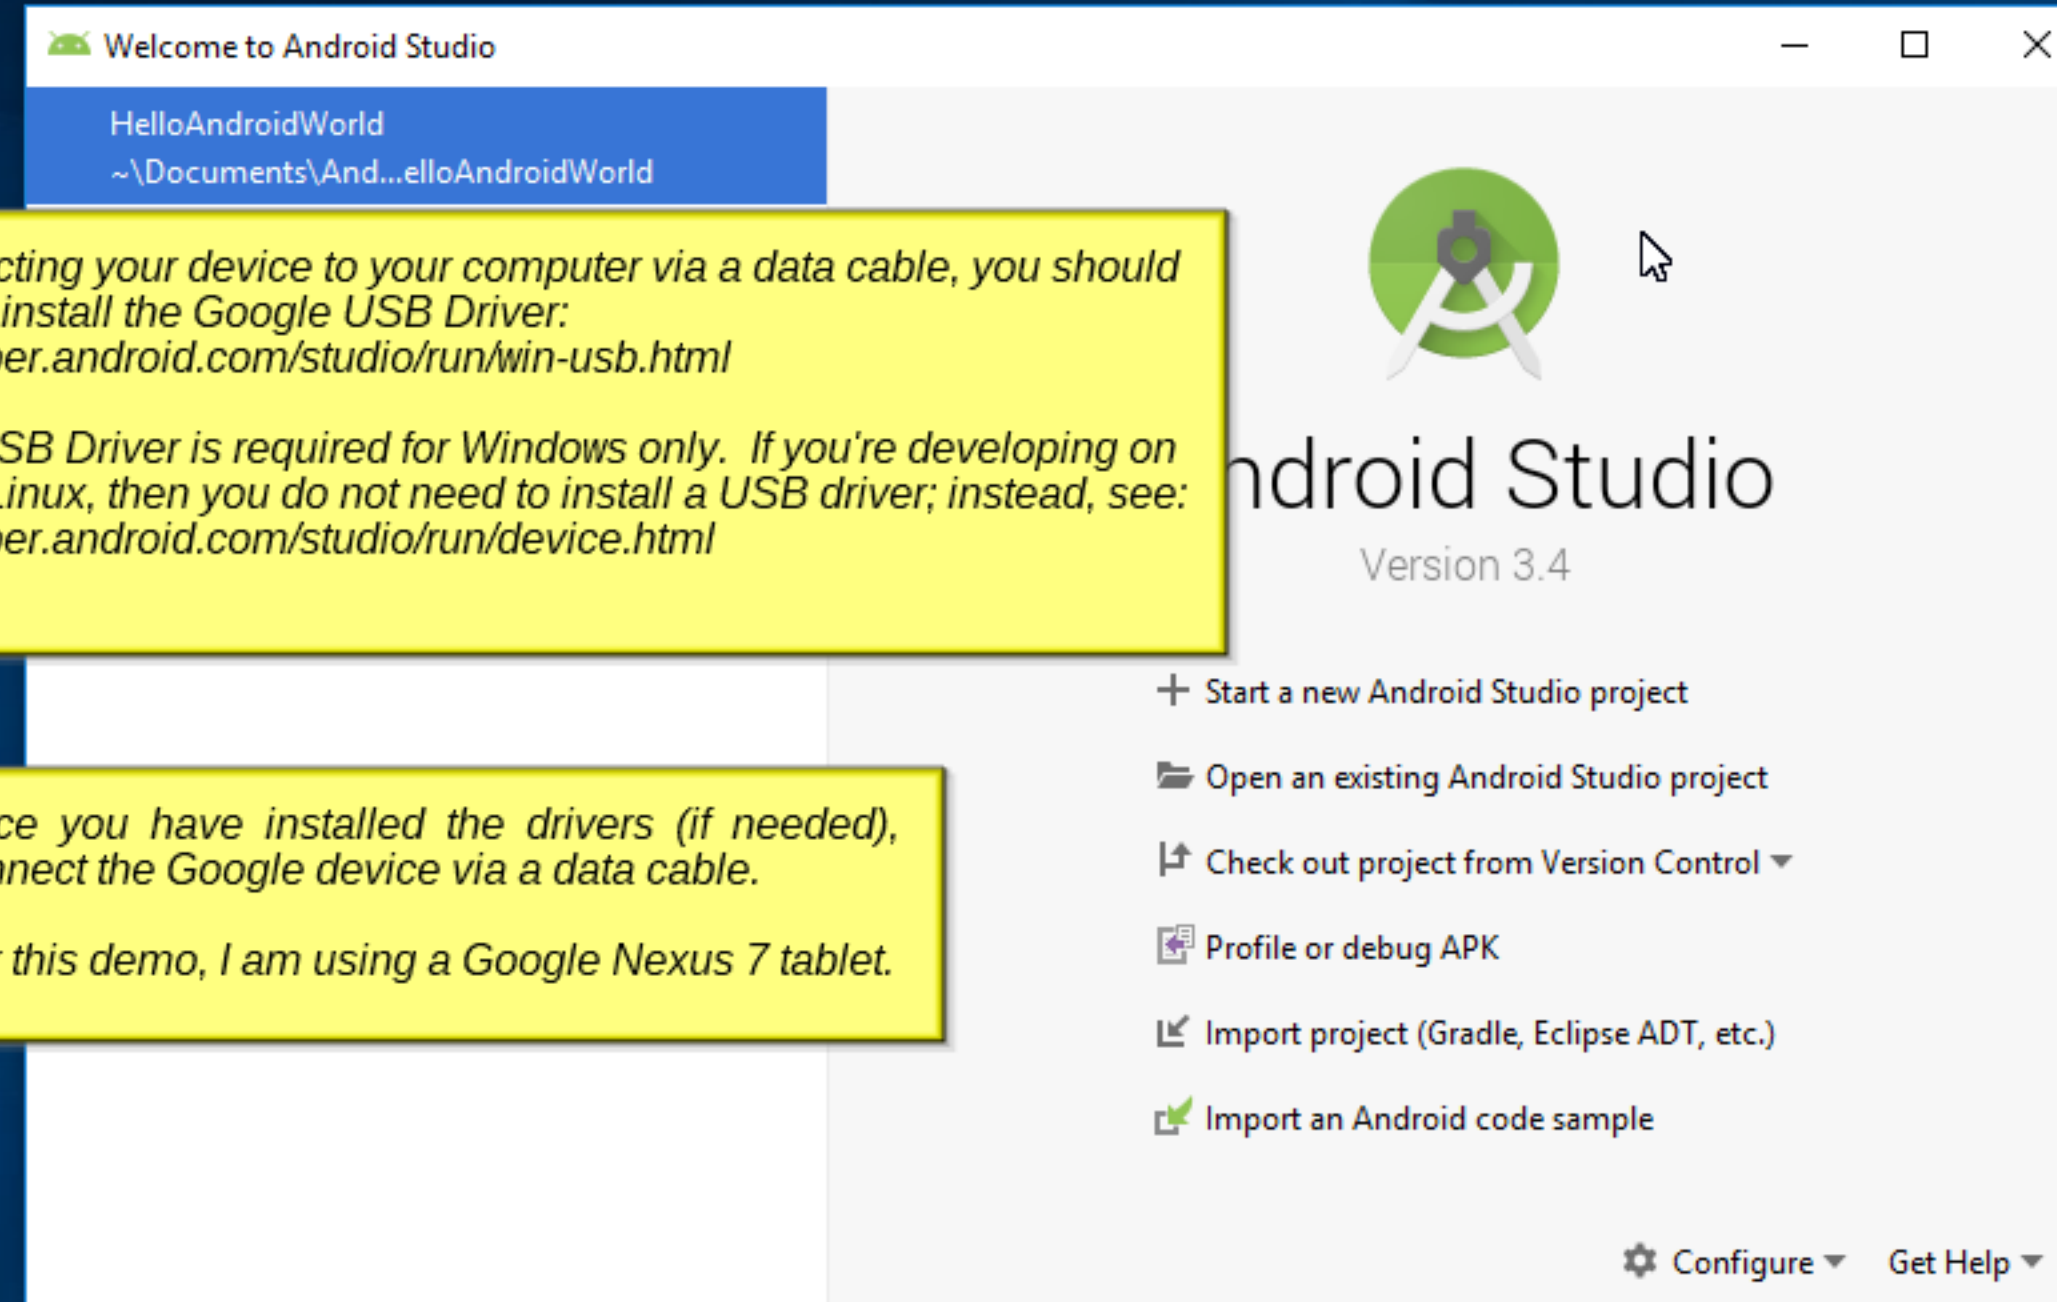 Welcome to Android Studio
HelloAndroidWorld
~\Documents\And...elloAndroidWorld
your device to your computer via a data cable, you should
install the Google USB Driver:
er.android.com/studio/run/win-usb.html
SB Driver is required for Windows only. If you're developing on
inux, then you do not need to install a USB driver; instead, see:
er.android.com/studio/run/device.html
ce you have installed the drivers (if needed),
nnect the Google device via a data cable.
this demo, I am using a Google Nexus 7 tablet.
ndroid Studio
Version 3.4
Start a new Android Studio project
Open an existing Android Studio project
Check out project from Version Control
Profile or debug APK
Import project (Gradle, Eclipse ADT, etc.)
Import an Android code sample
Configure
Get Help